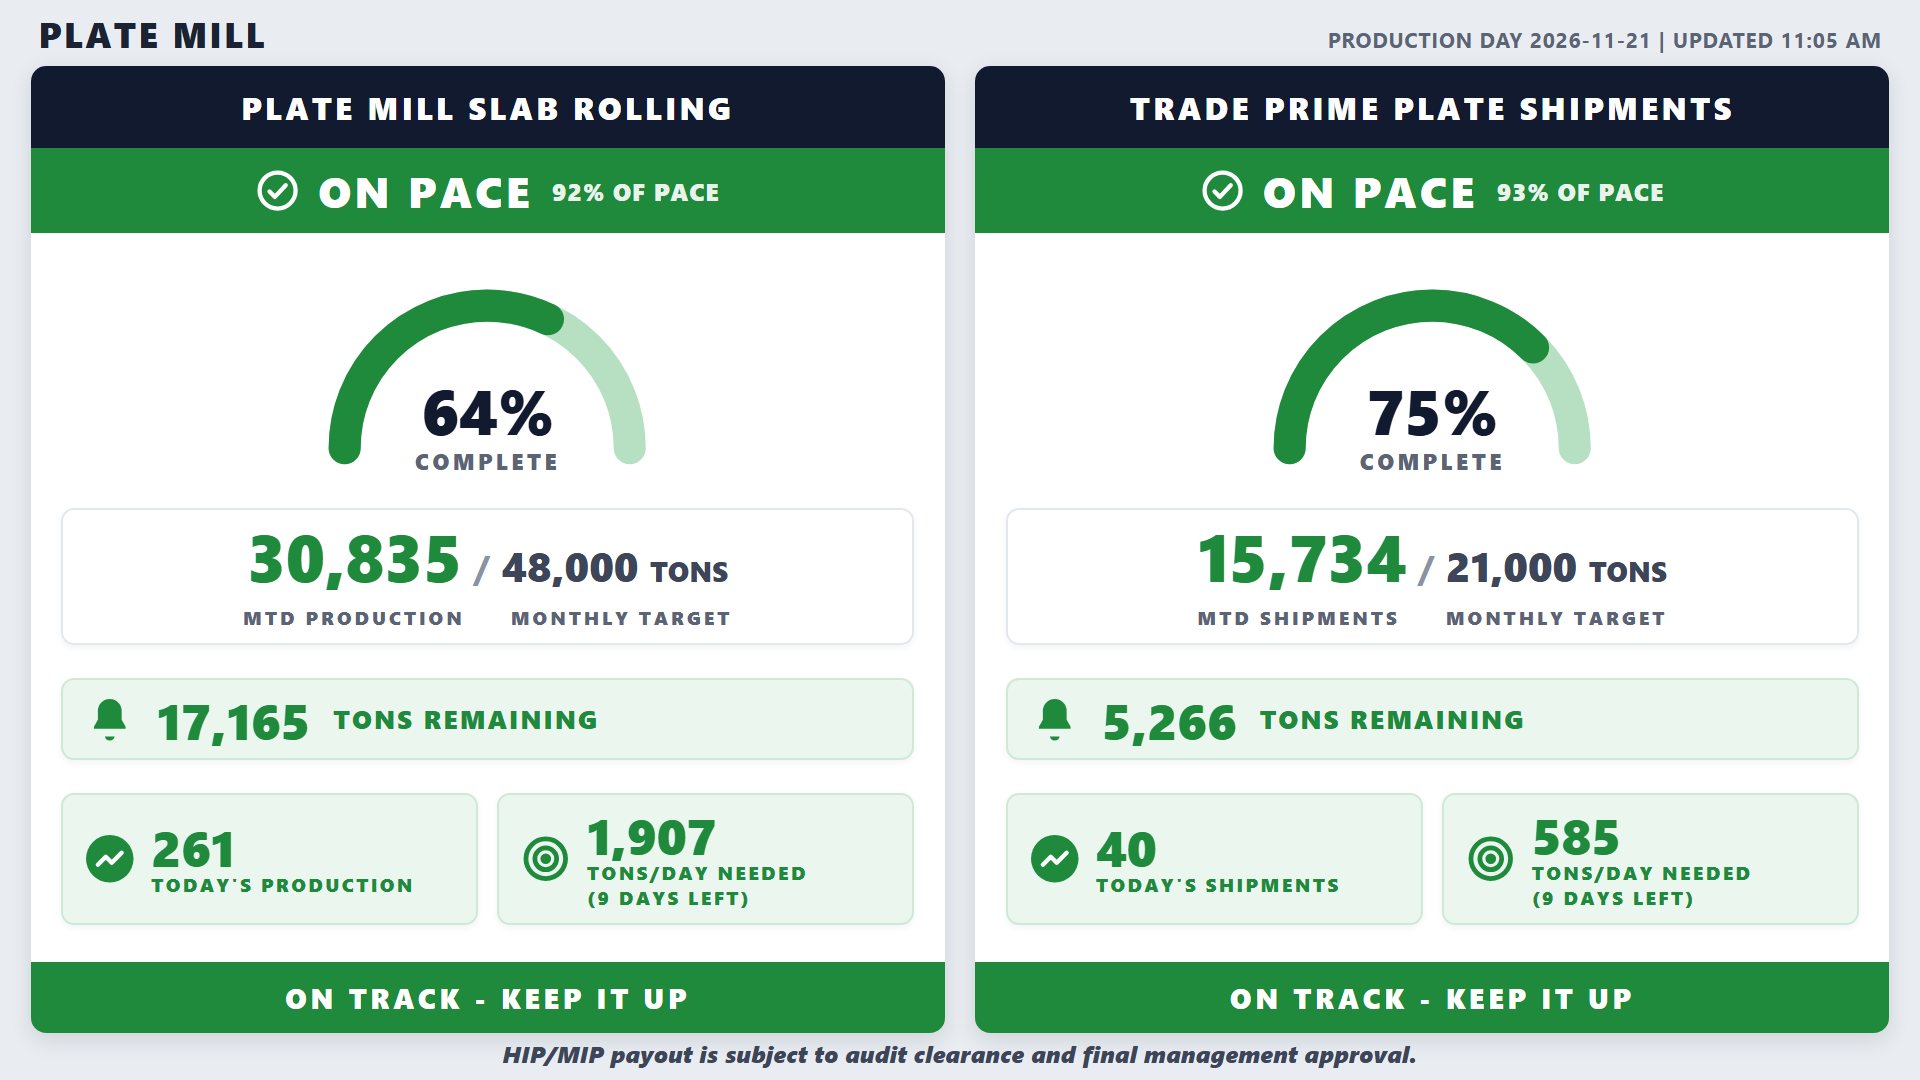 PLATE MILL
PRODUCTION DAY 2026-11-21 | UPDATED 11:05 AM
PLATE MILL SLAB ROLLING
ON PACE 92% OF PACE
64%
COMPLETE
30,835 / 48,000 TONS
MTD PRODUCTION MONTHLY TARGET
17,165 TONS REMAINING
261
TODAY'S PRODUCTION
1,907
TONS/DAY NEEDED
(9 DAYS LEFT)
ON TRACK - KEEP IT UP
TRADE PRIME PLATE SHIPMENTS
ON PACE 93% OF PACE
75%
COMPLETE
15,734 / 21,000 TONS
MTD SHIPMENTS MONTHLY TARGET
5,266 TONS REMAINING
40
TODAY'S SHIPMENTS
585
TONS/DAY NEEDED
(9 DAYS LEFT)
ON TRACK - KEEP IT UP
HIP/MIP payout is subject to audit clearance and final management approval.